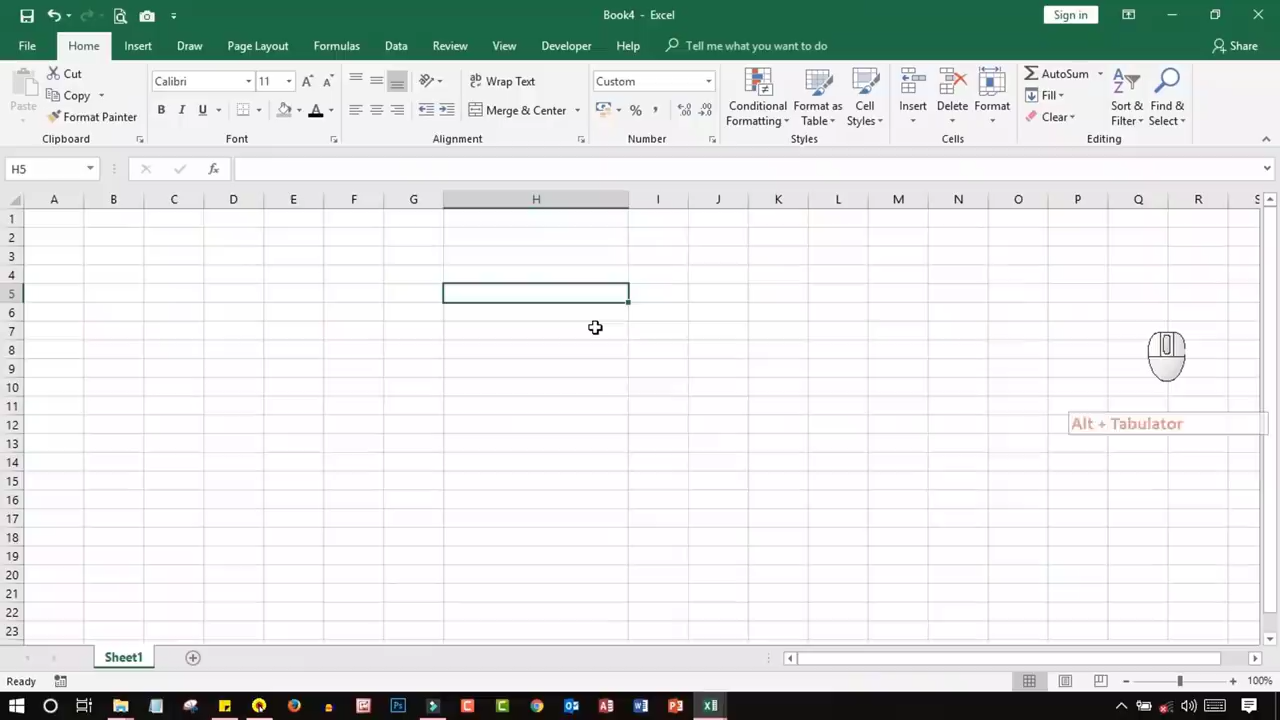 Book4 - Excel
Sign in
File Home Insert Draw Page Layout Formulas Data Review View Developer Help Tell me what you want to do Share
Paste
Cut
Copy
Format Painter
Clipboard
Calibri 11
B I U
Font
Wrap Text
Merge & Center
Alignment
Custom
%
Number
Conditional Formatting
Format as Table
Cell Styles
Styles
Insert
Delete
Format
Cells
AutoSum
Fill
Clear
Sort & Filter
Find & Select
Editing
H5
fx
A B C D E F G H I J K L M N O P Q R S
1
2
3
4
5
6
7
8
9
10
11
12
13
14
15
16
17
18
19
20
21
22
23
Alt + Tabulator
Sheet1
Ready
100%